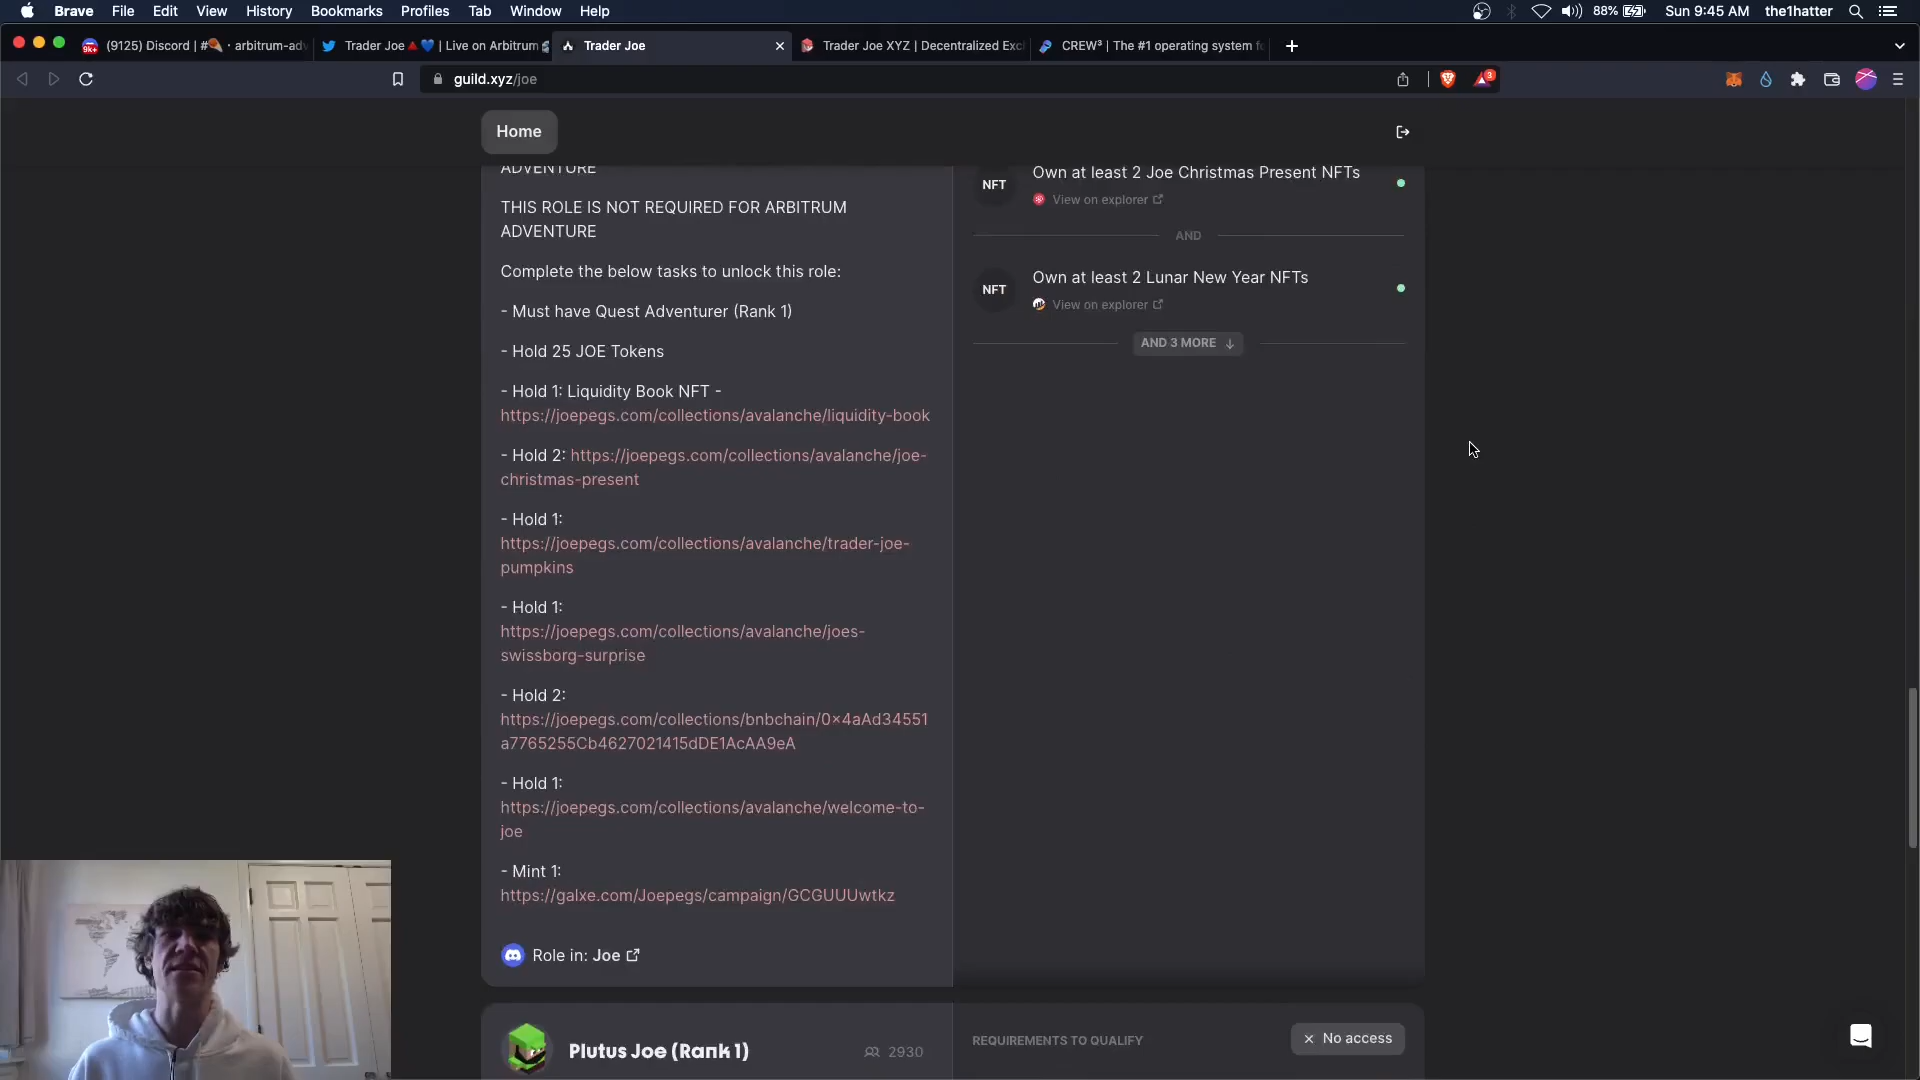 Brave File Edit View History Bookmarks Profiles Tab Window Help 88% Sun 9:45 AM the1hatter
(9125) Discord | # · arbitrum-adv
Trader Joe | Live on Arbitrum
Trader Joe
Trader Joe XYZ | Decentralized Exc
CREW³ | The #1 operating system f
guild.xyz/joe
3
Home
ADVENTURE
THIS ROLE IS NOT REQUIRED FOR ARBITRUM
ADVENTURE
Complete the below tasks to unlock this role:
- Must have Quest Adventurer (Rank 1)
- Hold 25 JOE Tokens
- Hold 1: Liquidity Book NFT -
https://joepegs.com/collections/avalanche/liquidity-book
- Hold 2: https://joepegs.com/collections/avalanche/joe-
christmas-present
- Hold 1:
https://joepegs.com/collections/avalanche/trader-joe-
pumpkins
- Hold 1:
https://joepegs.com/collections/avalanche/joes-
swissborg-surprise
- Hold 2:
https://joepegs.com/collections/bnbchain/0x4aAd34551
a7765255Cb4627021415dDE1AcAA9eA
- Hold 1:
https://joepegs.com/collections/avalanche/welcome-to-
joe
- Mint 1:
https://galxe.com/Joepegs/campaign/GCGUUUwtkz
Role in: Joe
NFT
Own at least 2 Joe Christmas Present NFTs
View on explorer
AND
NFT
Own at least 2 Lunar New Year NFTs
View on explorer
AND 3 MORE
Plutus Joe (Rank 1)
2930
REQUIREMENTS TO QUALIFY
No access